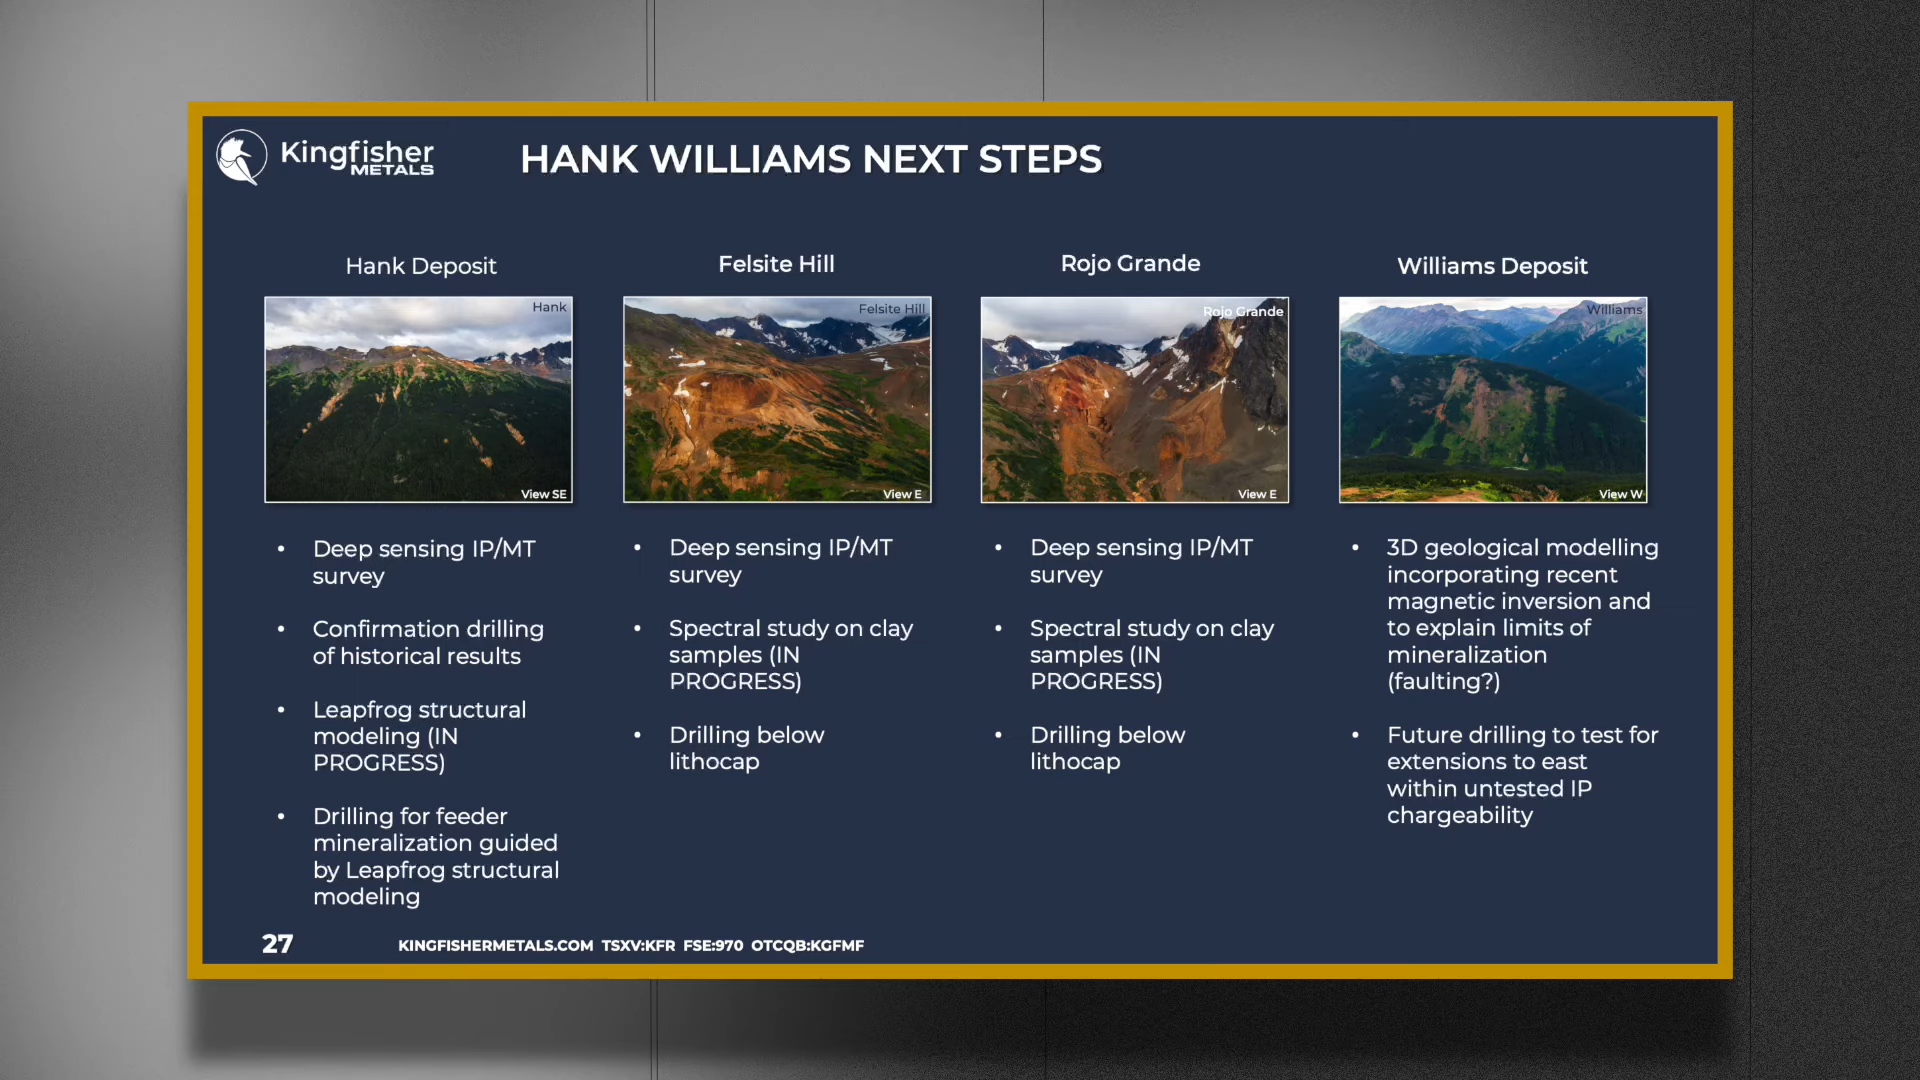 Kingfisher
METALS
HANK WILLIAMS NEXT STEPS
Hank Deposit
Hank
View SE
• Deep sensing IP/MT
survey
• Confirmation drilling
of historical results
• Leapfrog structural
modeling (IN
PROGRESS)
• Drilling for feeder
mineralization guided
by Leapfrog structural
modeling
Felsite Hill
Felsite Hill
View E
• Deep sensing IP/MT
survey
• Spectral study on clay
samples (IN
PROGRESS)
• Drilling below
lithocap
Rojo Grande
Rojo Grande
View E
• Deep sensing IP/MT
survey
• Spectral study on clay
samples (IN
PROGRESS)
• Drilling below
lithocap
Williams Deposit
Williams
View W
• 3D geological modelling
incorporating recent
magnetic inversion and
to explain limits of
mineralization
(faulting?)
• Future drilling to test for
extensions to east
within untested IP
chargeability
27
KINGFISHERMETALS.COM TSXV:KFR FSE:970 OTCQB:KGFMF